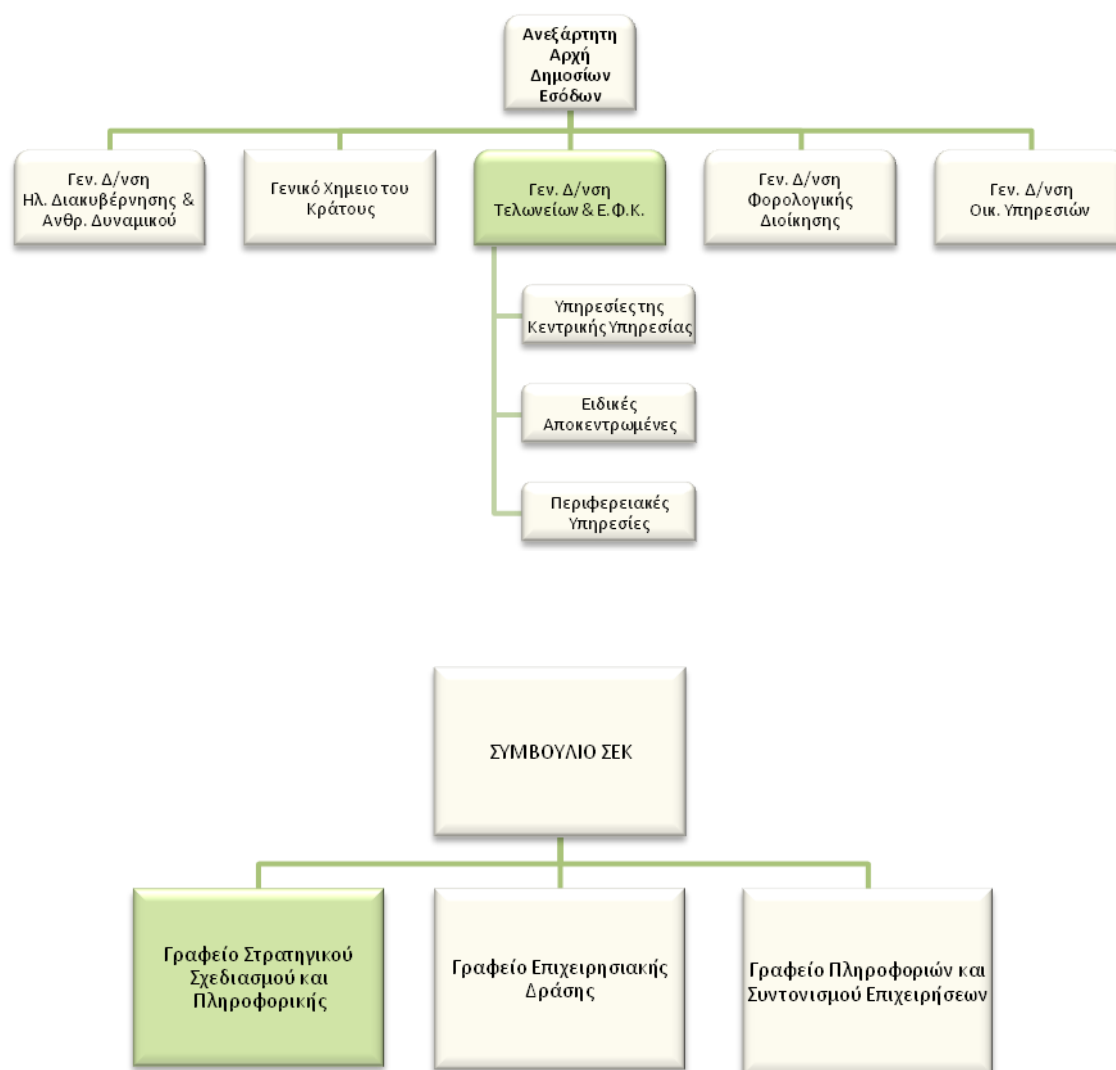 Ανεξάρτητη
Αρχή
Δημοσίων
Εσόδων
Γεν. Δ/νση
Ηλ. Διακυβέρνησης &
Ανθρ. Δυναμικού
Γενικό Χημειο του
Κράτους
Γεν. Δ/νση
Τελωνείων & Ε.Φ.Κ.
Γεν. Δ/νση
Φορολογικής
Διοίκησης
Γεν. Δ/νση
Οικ. Υπηρεσιών
Υπηρεσίες της
Κεντρικής Υπηρεσίας
Ειδικές
Αποκεντρωμένες
Περιφερειακές
Υπηρεσίες
ΣΥΜΒΟΥΛΙΟ ΣΕΚ
Γραφείο Στρατηγικού
Σχεδιασμού και
Πληροφορικής
Γραφείο Επιχειρησιακής
Δράσης
Γραφείο Πληροφοριών και
Συντονισμού Επιχειρήσεων